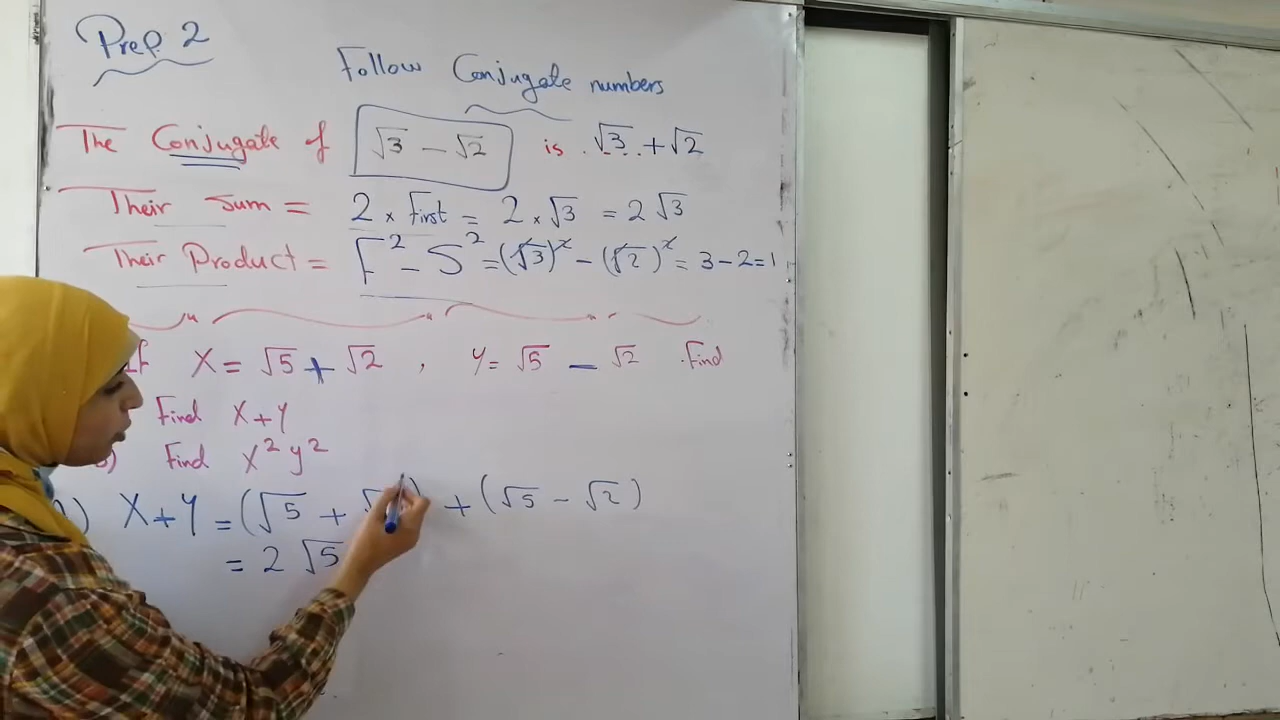 Prep 2
Follow Conjugate numbers
The Conjugate of √3 − √2 is √3 + √2
Their Sum = 2 × First = 2 × √3 = 2√3
Their Product = F² − S² = (√3)² − (√2)² = 3 − 2 = 1
If X = √5 + √2 , y = √5 − √2 Find
Find X + y
Find X² y²
X + y = (√5 + ) + (√5 − √2)
= 2√5